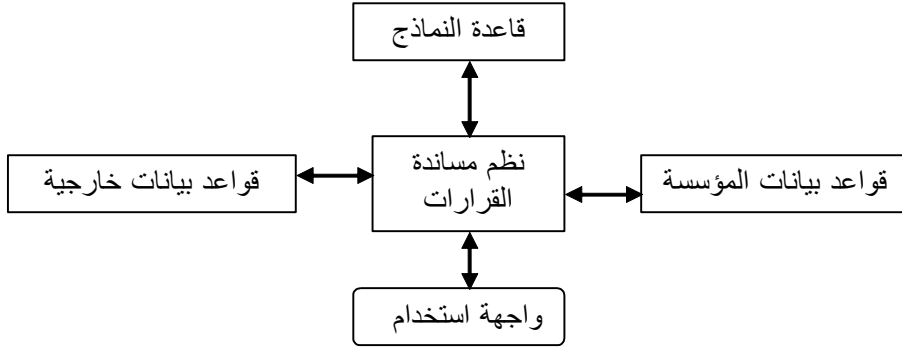 قاعدة النماذج
نظم مساندة
القرارات
قواعد بيانات المؤسسة
قواعد بيانات خارجية
واجهة استخدام